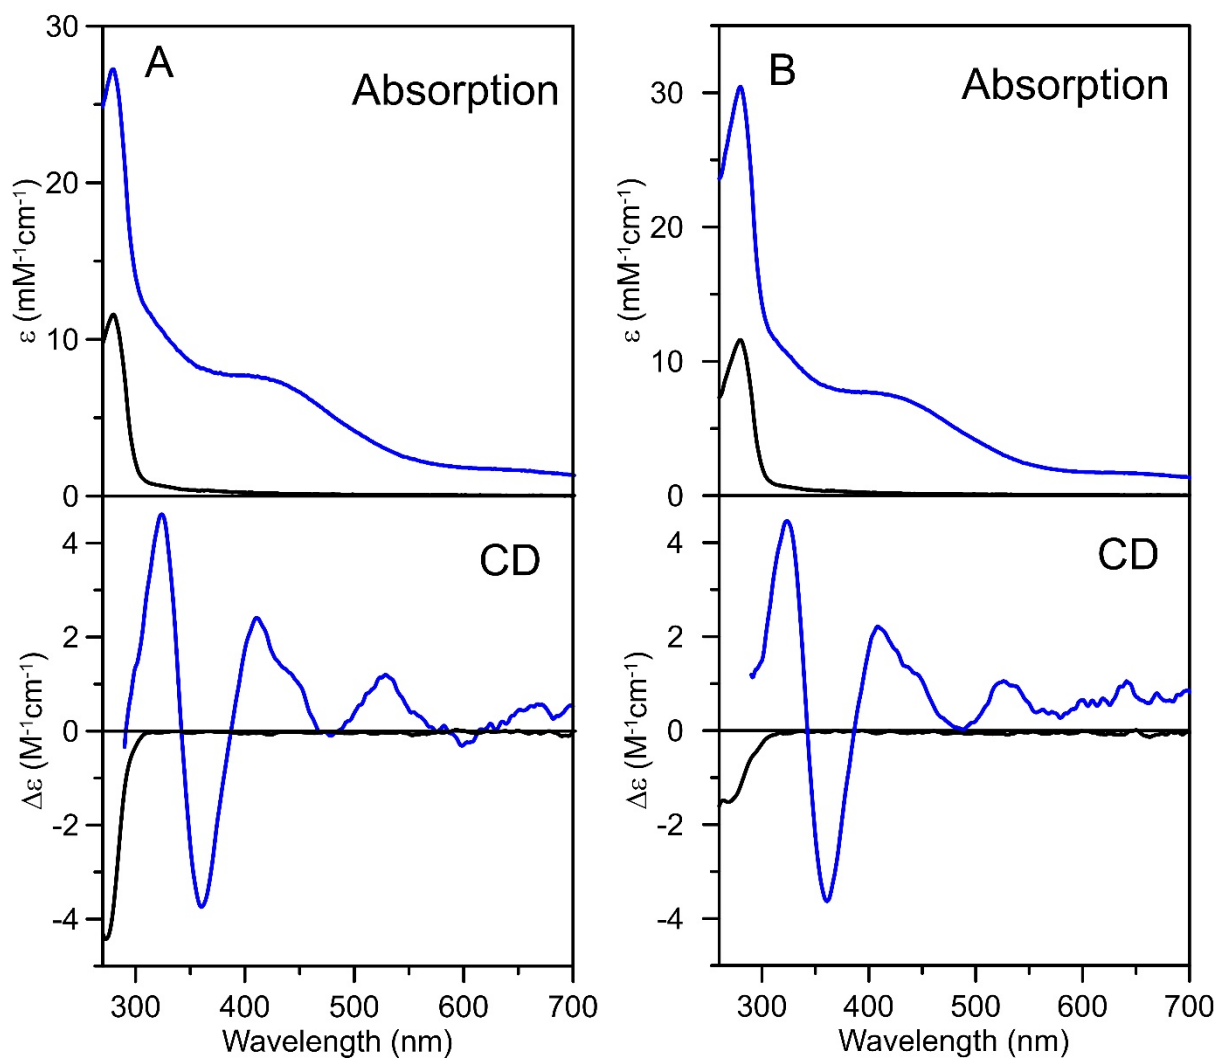 A
Absorption
ε (mM⁻¹cm⁻¹)
30
20
10
0
CD
Δε (M⁻¹cm⁻¹)
4
2
0
-2
-4
300 400 500 600 700
Wavelength (nm)
B
Absorption
ε (mM⁻¹cm⁻¹)
30
20
10
0
CD
Δε (M⁻¹cm⁻¹)
4
2
0
-2
-4
300 400 500 600 700
Wavelength (nm)